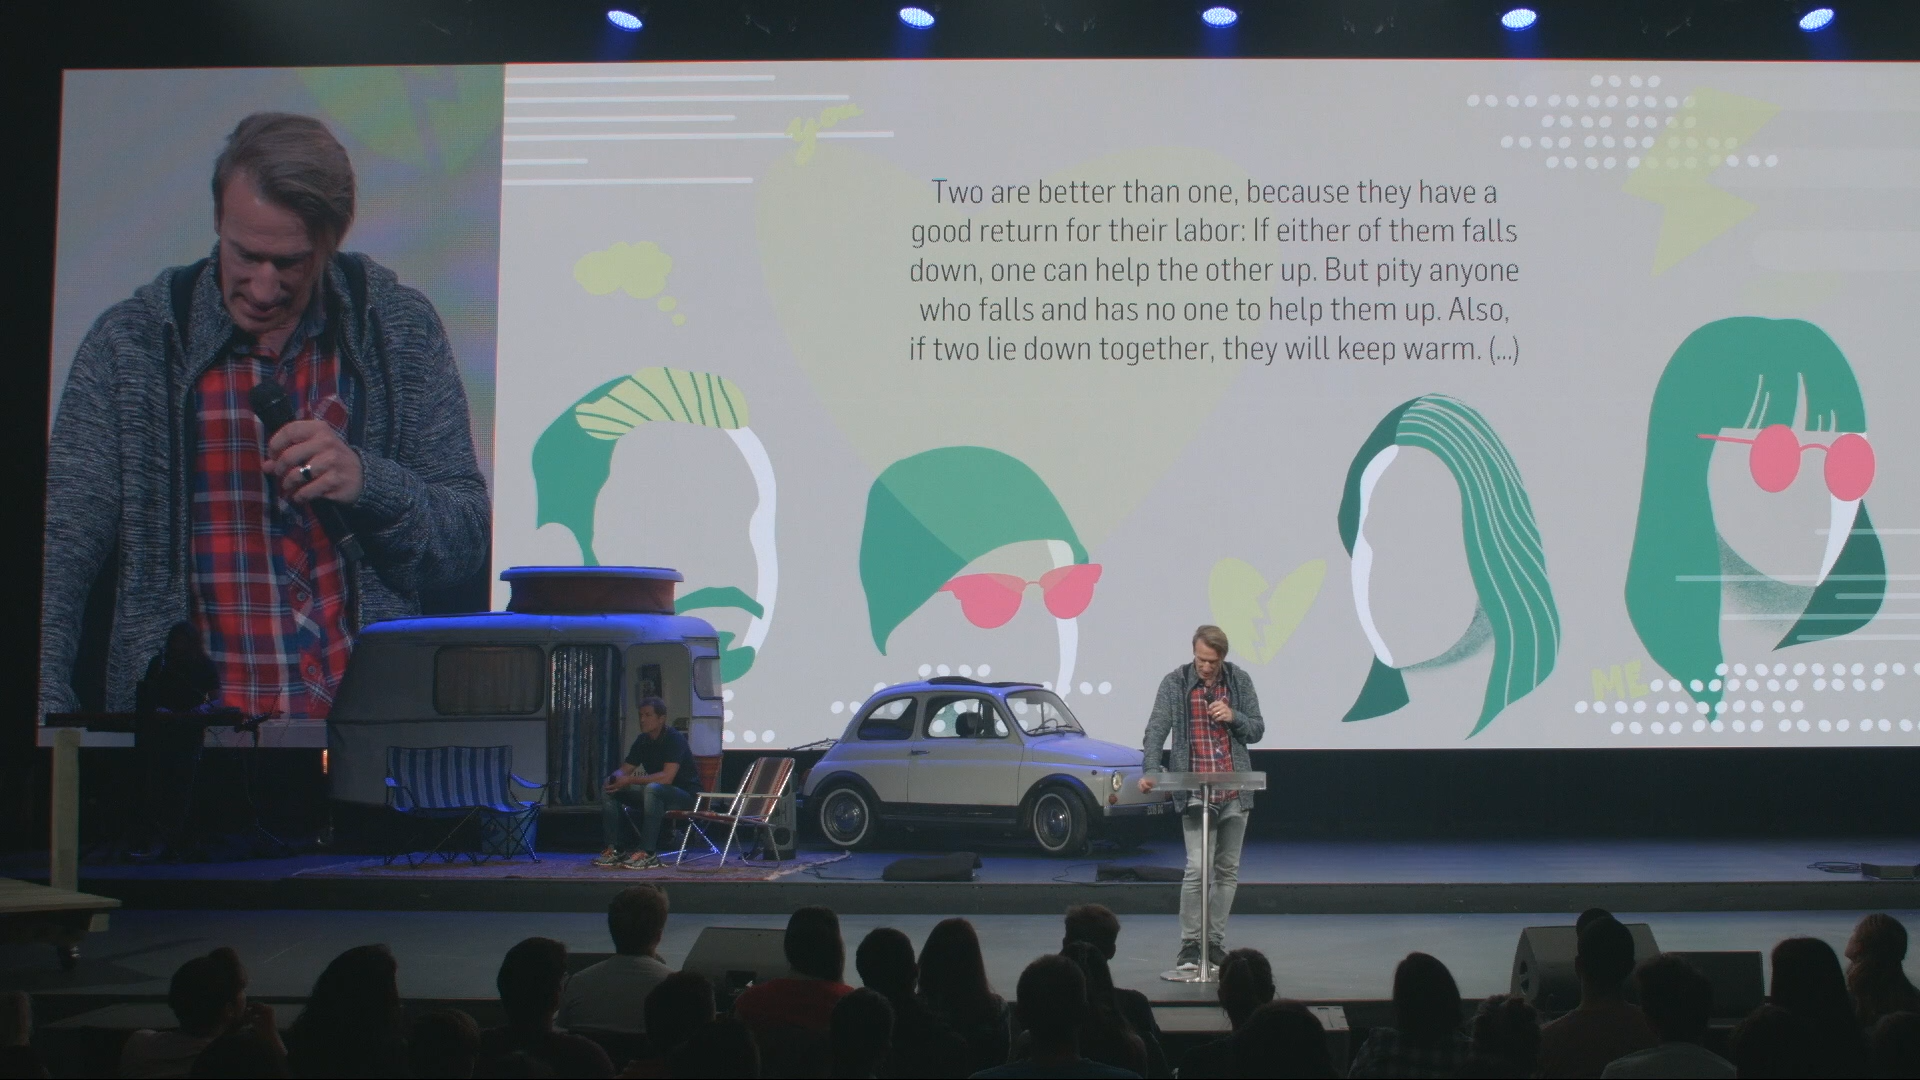 you
Two are better than one, because they have a
good return for their labor: If either of them falls
down, one can help the other up. But pity anyone
who falls and has no one to help them up. Also,
if two lie down together, they will keep warm. (...)
ME